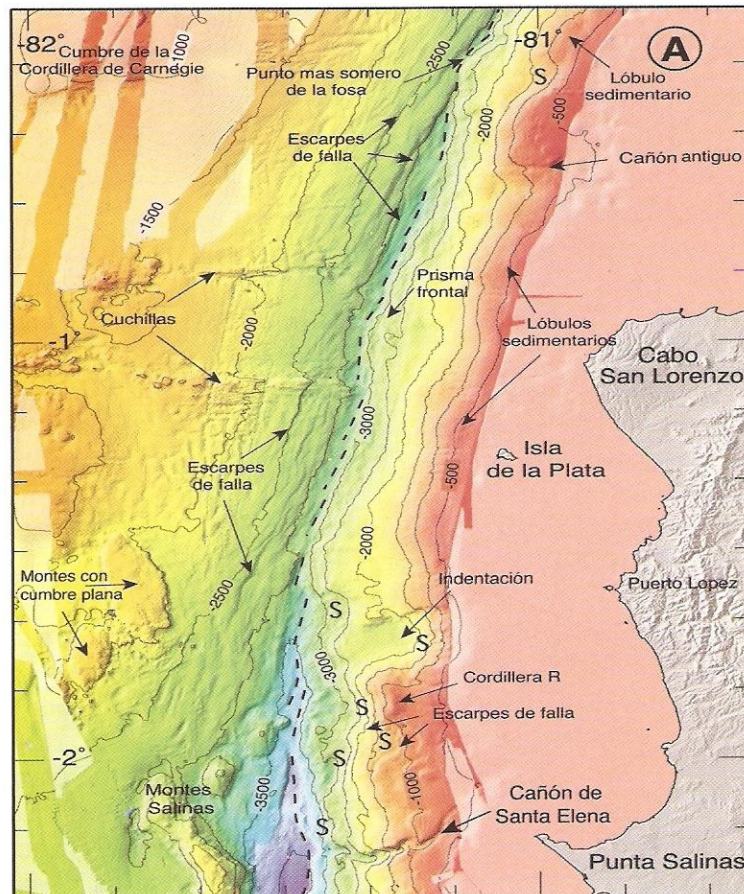 -82°
-81°
A
Cumbre de la
Cordillera de Carnegie
-1000
-2500
Punto mas somero
de la fosa
S
Lóbulo
sedimentario
-500
-2000
Escarpes
de falla
Cañón antiguo
-1500
Prisma
frontal
Cuchillas
-2000
Lóbulos
sedimentarios
-1°
Cabo
San Lorenzo
-3000
Escarpes
de falla
-500
Isla
de la Plata
-2000
Montes con
cumbre plana
-2500
Indentación
Puerto Lopez
S
S
-3000
Cordillera R
S
Escarpes de falla
S
-2°
S
Montes
Salinas
-3500
-1000
Cañón de
Santa Elena
S
Punta Salinas